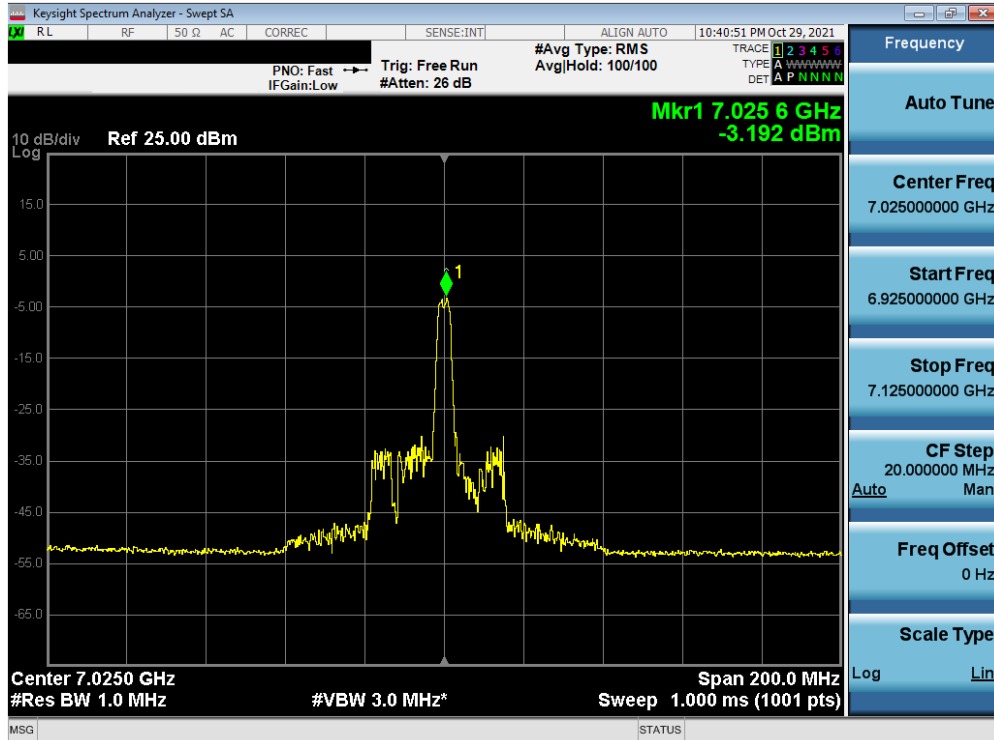 Keysight Spectrum Analyzer - Swept SA
LXI RL RF 50 Ω AC CORREC SENSE:INT ALIGN AUTO 10:40:51 PM Oct 29, 2021
PNO: Fast Trig: Free Run #Avg Type: RMS TRACE 1 2 3 4 5 6
IFGain:Low #Atten: 26 dB Avg|Hold: 100/100 TYPE A WWWWW
DET A P N N N N
Mkr1 7.025 6 GHz
-3.192 dBm
10 dB/div Ref 25.00 dBm
Log
15.0
5.00
1
-5.00
-15.0
-25.0
-35.0
-45.0
-55.0
-65.0
Center 7.0250 GHz Span 200.0 MHz
#Res BW 1.0 MHz #VBW 3.0 MHz* Sweep 1.000 ms (1001 pts)
MSG STATUS
Frequency
Auto Tune
Center Freq
7.025000000 GHz
Start Freq
6.925000000 GHz
Stop Freq
7.125000000 GHz
CF Step
20.000000 MHz
Auto Man
Freq Offset
0 Hz
Scale Type
Log Lin